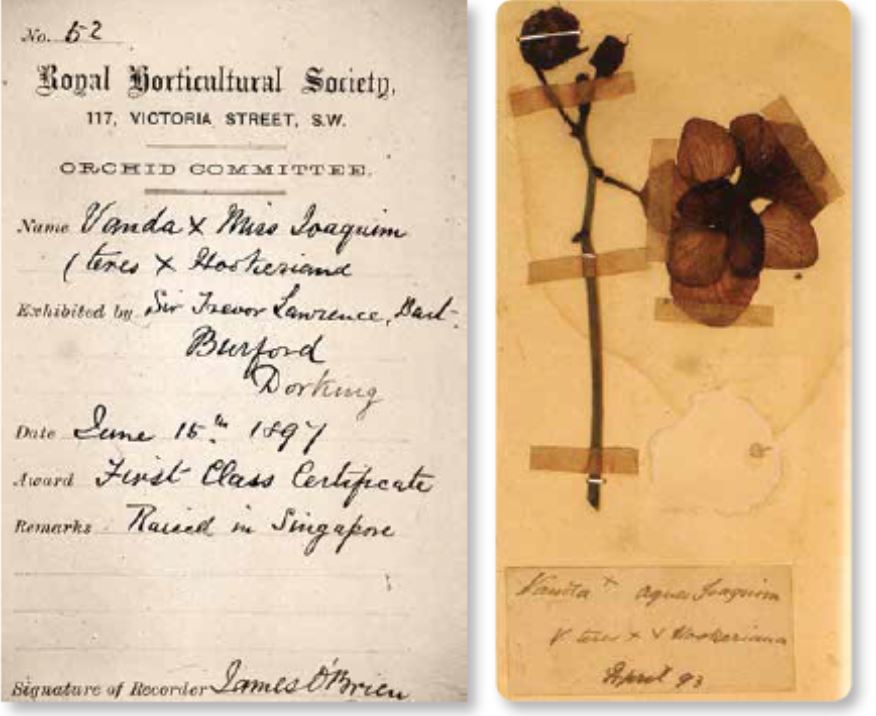 No. 52
Royal Horticultural Society,
117, VICTORIA STREET, S.W.
ORCHID COMMITTEE.
Name Vanda × Miss Joaquim
(teres × Hookeriana
Exhibited by Sir Trevor Lawrence, Bart.
Burford
Dorking
Date June 15th 1897
Award First Class Certificate
Remarks Raised in Singapore
Signature of Recorder James O'Brien
Vanda × agnes Joaquim
V teres × V Hookeriana
April 93